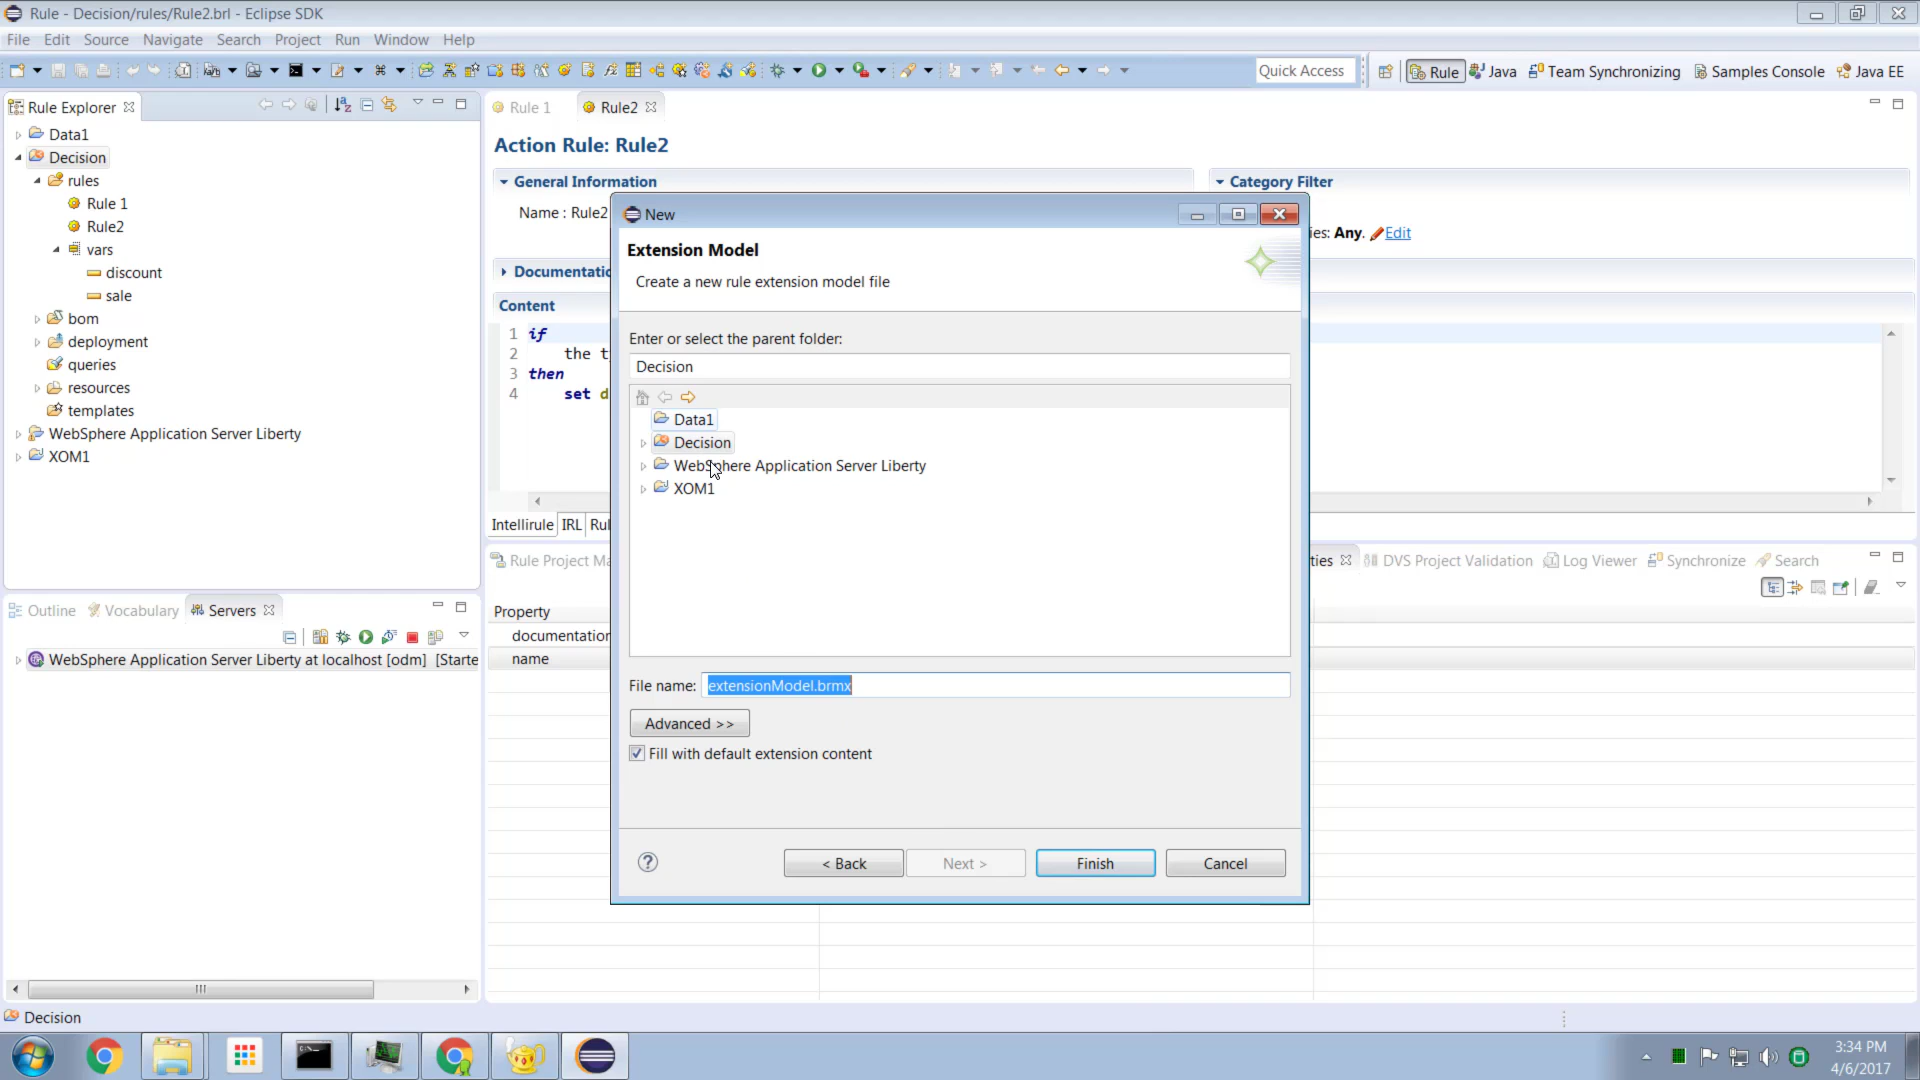 Rule - Decision/rules/Rule2.brl - Eclipse SDK
File Edit Source Navigate Search Project Run Window Help
Quick Access
Rule
Java
Team Synchronizing
Samples Console
Java EE
Rule Explorer
Data1
Decision
rules
Rule 1
Rule2
vars
discount
sale
bom
deployment
queries
resources
templates
WebSphere Application Server Liberty
XOM1
Rule 1
Rule2
Action Rule: Rule2
General Information
Category Filter
Name : Rule2
ies: Any. Edit
Documentatio
Content
1 if
2 the t
3 then
4 set d
Intellirule IRL Rul
New
Extension Model
Create a new rule extension model file
Enter or select the parent folder:
Decision
Data1
Decision
WebSphere Application Server Liberty
XOM1
File name: extensionModel.brmx
Advanced >>
Fill with default extension content
< Back
Next >
Finish
Cancel
Rule Project Ma
ties
DVS Project Validation
Log Viewer
Synchronize
Search
Property
documentation
name
Outline
Vocabulary
Servers
WebSphere Application Server Liberty at localhost [odm] [Starte
Decision
3:34 PM
4/6/2017